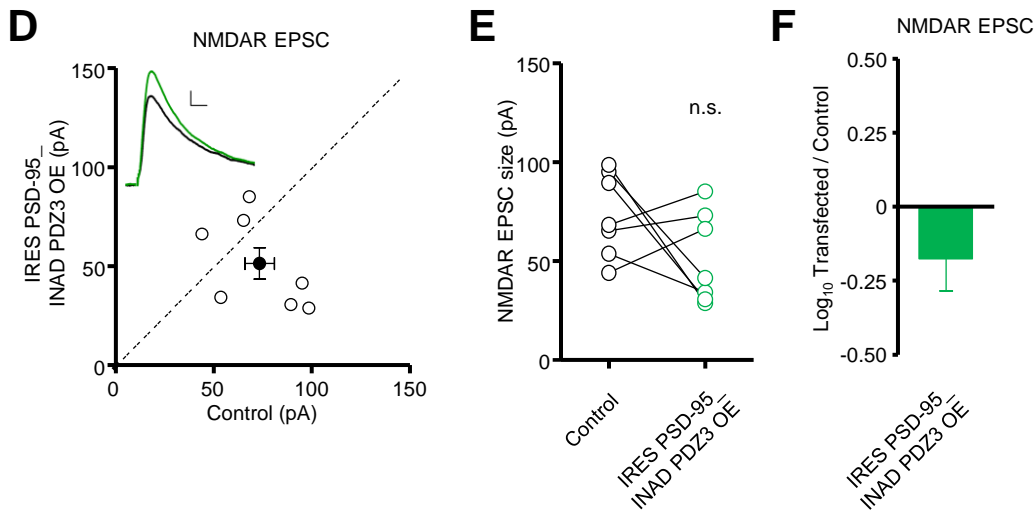 D
NMDAR EPSC
IRES PSD-95_
INAD PDZ3 OE (pA)
150
100
50
0
0
50
100
150
Control (pA)
E
NMDAR EPSC size (pA)
150
100
50
0
n.s.
Control
IRES PSD-95_
INAD PDZ3 OE
F
NMDAR EPSC
Log₁₀ Transfected / Control
0.50
0.25
0
-0.25
-0.50
IRES PSD-95_
INAD PDZ3 OE